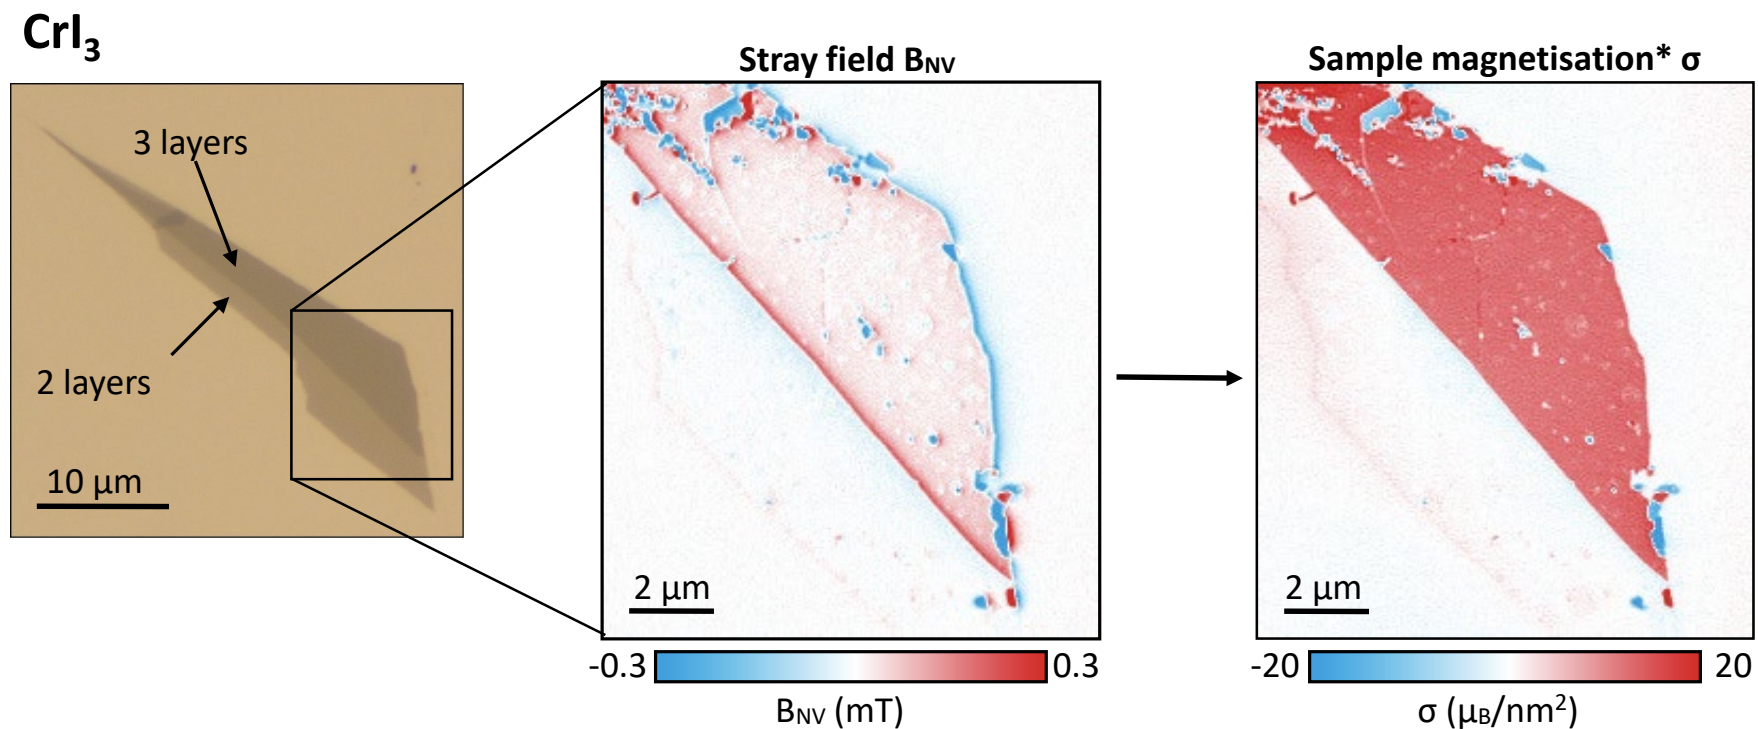 CrI₃
3 layers
2 layers
10 µm
Stray field BNV
2 µm
-0.3
0.3
BNV (mT)
Sample magnetisation* σ
2 µm
-20
20
σ (µB/nm²)